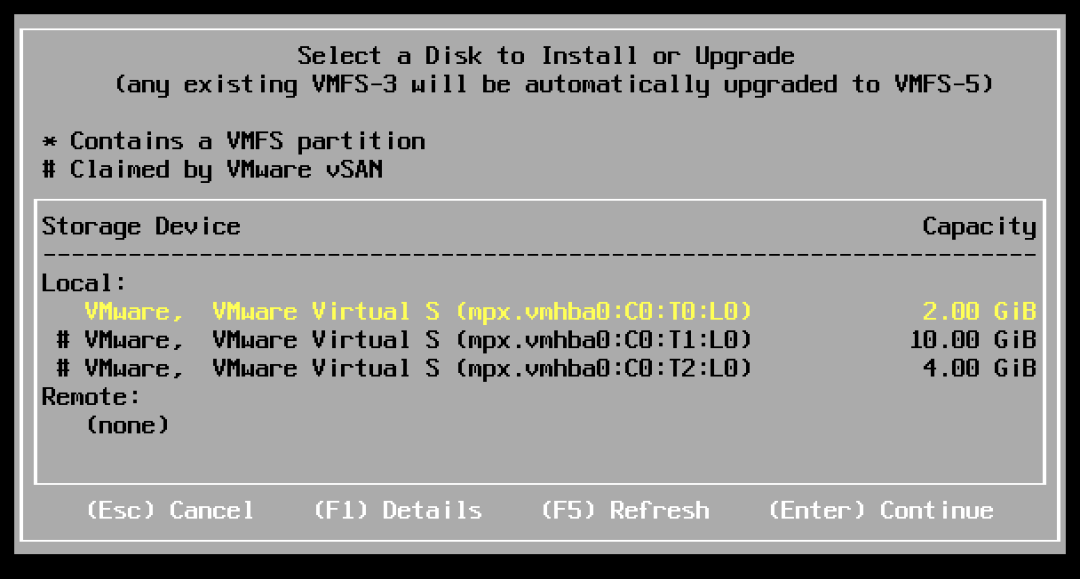 Select a Disk to Install or Upgrade
(any existing VMFS-3 will be automatically upgraded to VMFS-5)
* Contains a VMFS partition
# Claimed by VMware vSAN
Storage Device Capacity
--------------------------------------------------------------------
Local:
VMware, VMware Virtual S (mpx.vmhba0:C0:T0:L0) 2.00 GiB
# VMware, VMware Virtual S (mpx.vmhba0:C0:T1:L0) 10.00 GiB
# VMware, VMware Virtual S (mpx.vmhba0:C0:T2:L0) 4.00 GiB
Remote:
(none)
(Esc) Cancel (F1) Details (F5) Refresh (Enter) Continue